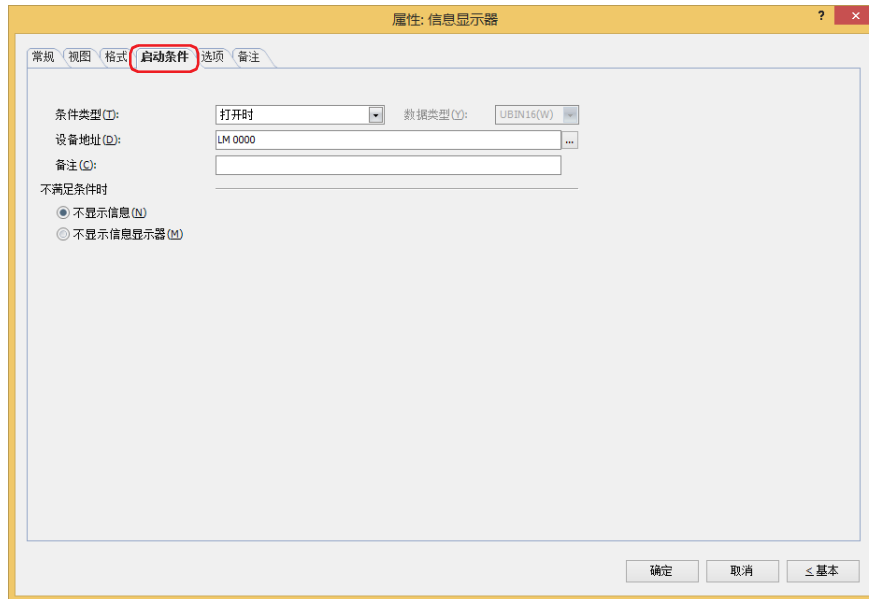 属性: 信息显示器 ? ×
常规 视图 格式 启动条件 选项 备注
条件类型(T): 打开时 数据类型(Y): UBIN16(W)
设备地址(D): LM 0000 ...
备注(C):
不满足条件时
不显示信息(N)
不显示信息显示器(M)
确定 取消 <基本